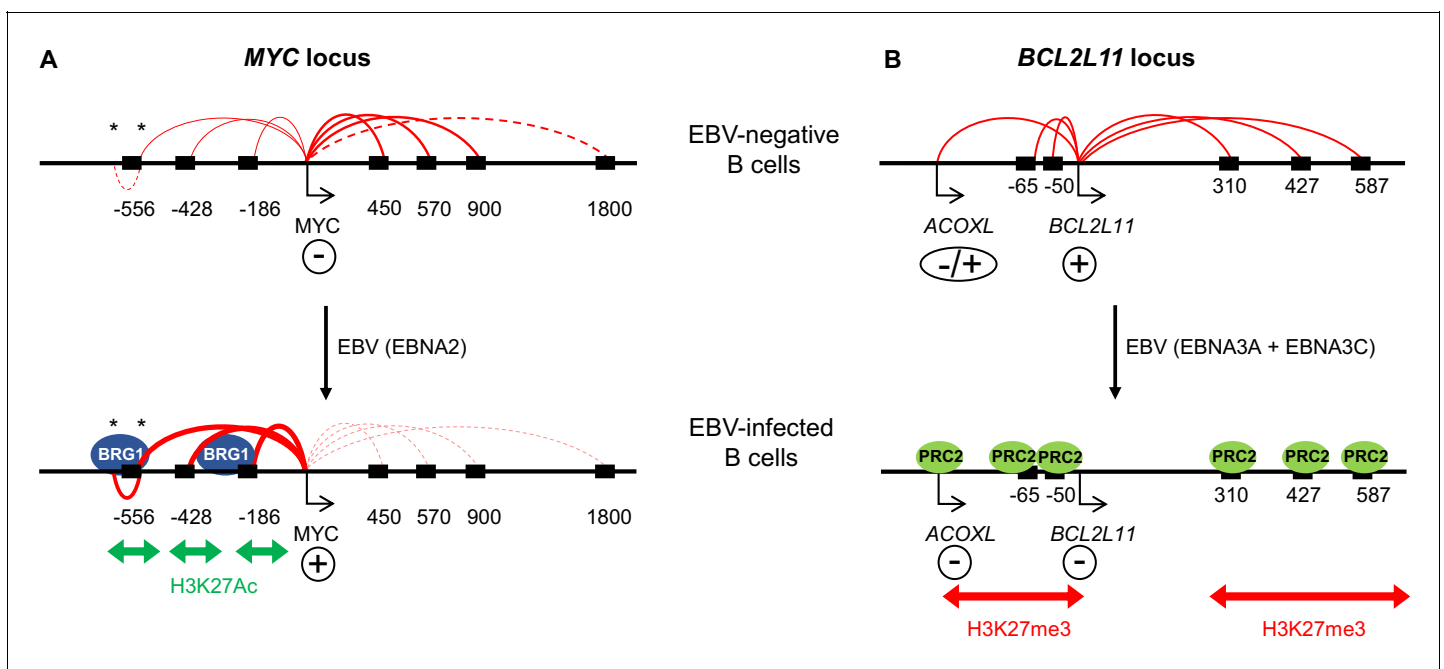 A
MYC locus
* *
-556 -428 -186 450 570 900 1800
MYC
-
EBV (EBNA2)
* *
BRG1 BRG1
-556 -428 -186 450 570 900 1800
MYC
+
H3K27Ac
EBV-negative
B cells
EBV-infected
B cells
B
BCL2L11 locus
-65 -50 310 427 587
ACOXL BCL2L11
-/+ +
EBV (EBNA3A + EBNA3C)
PRC2 PRC2 PRC2 PRC2 PRC2 PRC2
-65 -50 310 427 587
ACOXL BCL2L11
- -
H3K27me3 H3K27me3